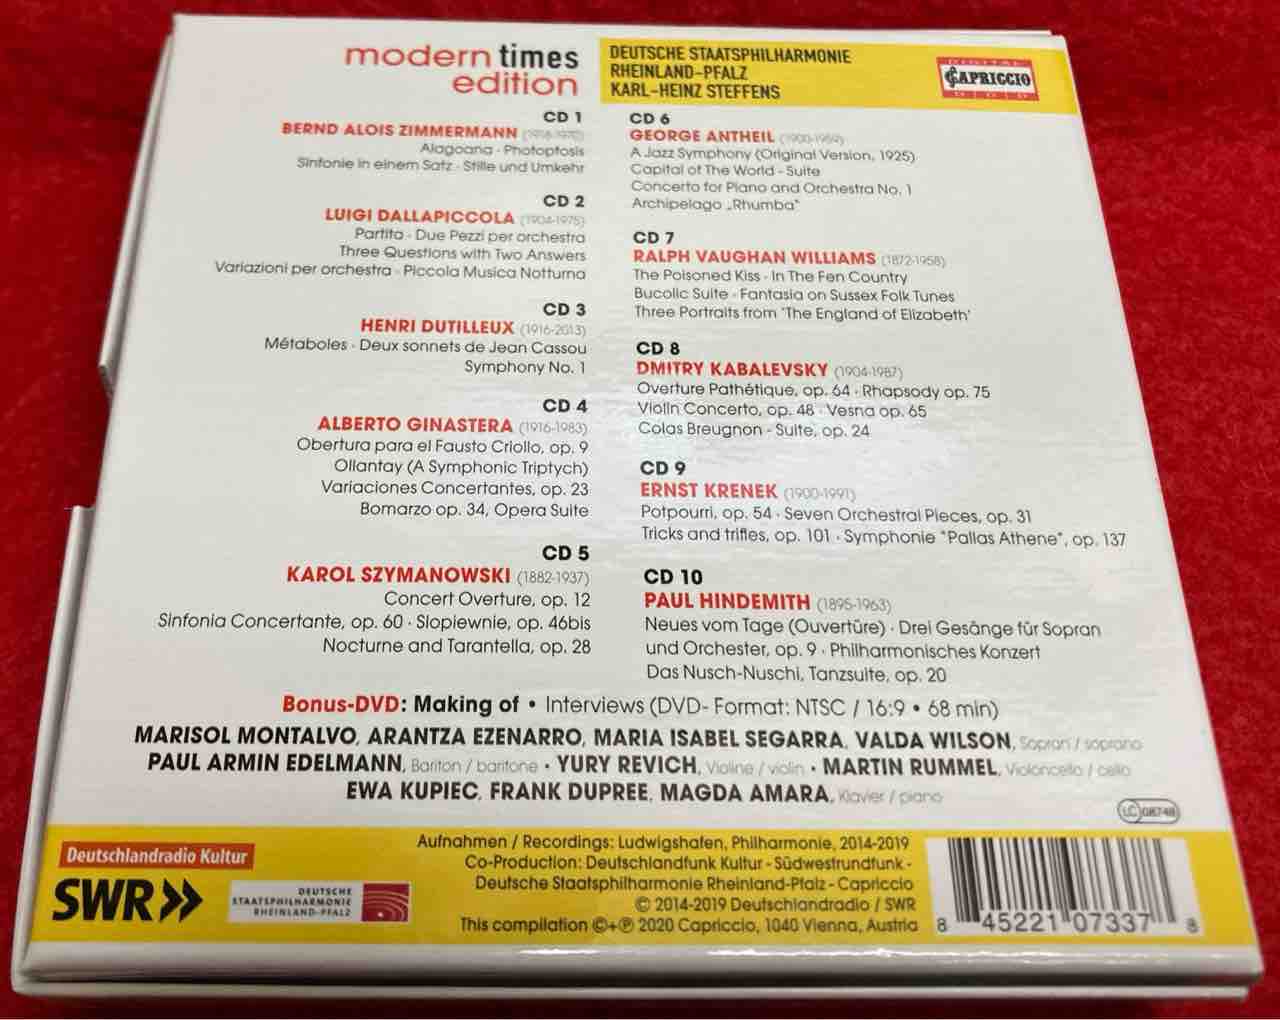 modern times
edition
DEUTSCHE STAATSPHILHARMONIE
RHEINLAND-PFALZ
KARL-HEINZ STEFFENS
DIGITAL
CAPRICCIO
CD 1
BERND ALOIS ZIMMERMANN (1918-1970)
Alagoana · Photoptosis
Sinfonie in einem Satz · Stille und Umkehr
CD 2
LUIGI DALLAPICCOLA (1904-1975)
Partita · Due Pezzi per orchestra
Three Questions with Two Answers
Variazioni per orchestra · Piccola Musica Notturna
CD 3
HENRI DUTILLEUX (1916-2013)
Métaboles · Deux sonnets de Jean Cassou
Symphony No. 1
CD 4
ALBERTO GINASTERA (1916-1983)
Obertura para el Fausto Criollo, op. 9
Ollantay (A Symphonic Triptych)
Variaciones Concertantes, op. 23
Bomarzo op. 34, Opera Suite
CD 5
KAROL SZYMANOWSKI (1882-1937)
Concert Overture, op. 12
Sinfonia Concertante, op. 60 · Slopiewnie, op. 46bis
Nocturne and Tarantella, op. 28
CD 6
GEORGE ANTHEIL (1900-1959)
A Jazz Symphony (Original Version, 1925)
Capital of The World - Suite
Concerto for Piano and Orchestra No. 1
Archipelago „Rhumba“
CD 7
RALPH VAUGHAN WILLIAMS (1872-1958)
The Poisoned Kiss · In The Fen Country
Bucolic Suite · Fantasia on Sussex Folk Tunes
Three Portraits from 'The England of Elizabeth'
CD 8
DMITRY KABALEVSKY (1904-1987)
Overture Pathétique, op. 64 · Rhapsody op. 75
Violin Concerto, op. 48 · Vesna op. 65
Colas Breugnon - Suite, op. 24
CD 9
ERNST KRENEK (1900-1991)
Potpourri, op. 54 · Seven Orchestral Pieces, op. 31
Tricks and trifles, op. 101 · Symphonie "Pallas Athene", op. 137
CD 10
PAUL HINDEMITH (1895-1963)
Neues vom Tage (Ouvertüre) · Drei Gesänge für Sopran
und Orchester, op. 9 · Philharmonisches Konzert
Das Nusch-Nuschi, Tanzsuite, op. 20
Bonus-DVD: Making of • Interviews (DVD- Format: NTSC / 16:9 • 68 min)
MARISOL MONTALVO, ARANTZA EZENARRO, MARIA ISABEL SEGARRA, VALDA WILSON, Sopran / soprano
PAUL ARMIN EDELMANN, Bariton / baritone • YURY REVICH, Violine / violin • MARTIN RUMMEL, Violoncello / cello
EWA KUPIEC, FRANK DUPREE, MAGDA AMARA, Klavier / piano
LC 08748
Deutschlandradio Kultur
SWR
DEUTSCHE
STAATSPHILHARMONIE
RHEINLAND-PFALZ
Aufnahmen / Recordings: Ludwigshafen, Philharmonie, 2014-2019
Co-Production: Deutschlandfunk Kultur - Südwestrundfunk -
Deutsche Staatsphilharmonie Rheinland-Pfalz - Capriccio
© 2014-2019 Deutschlandradio / SWR
This compilation ©+℗ 2020 Capriccio, 1040 Vienna, Austria
8 45221 07337 8